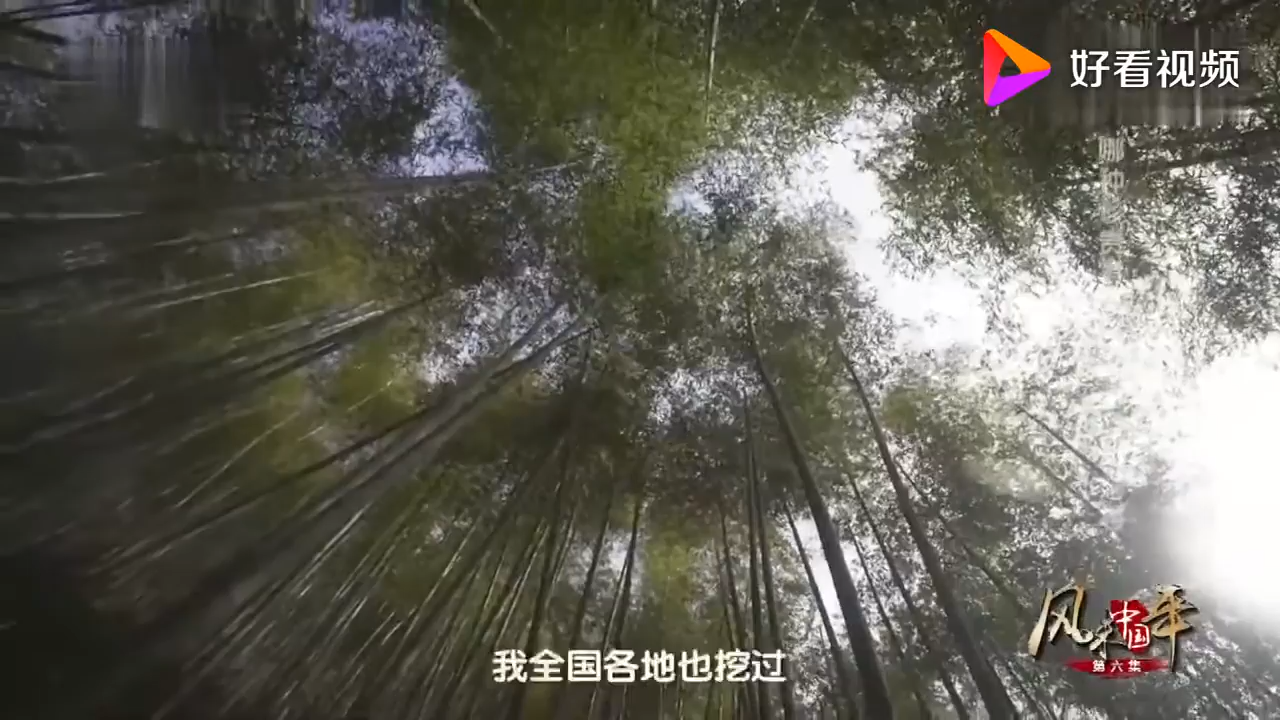 好看视频
我全国各地也挖过
风味中国年
第六集